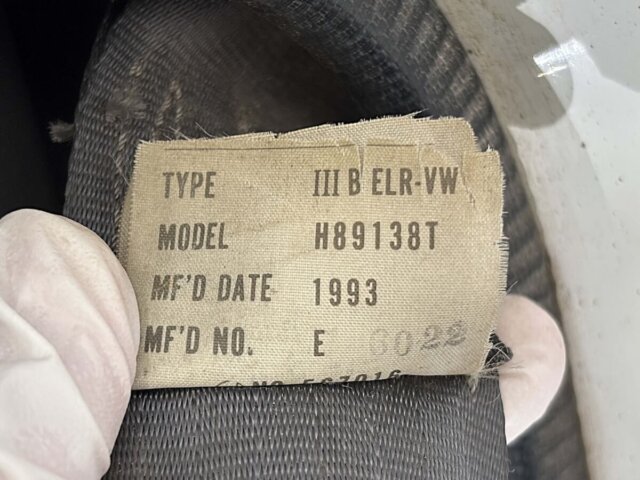 TYPE III B ELR-VW
MODEL H89138T
MF'D DATE 1993
MF'D NO. E 6022